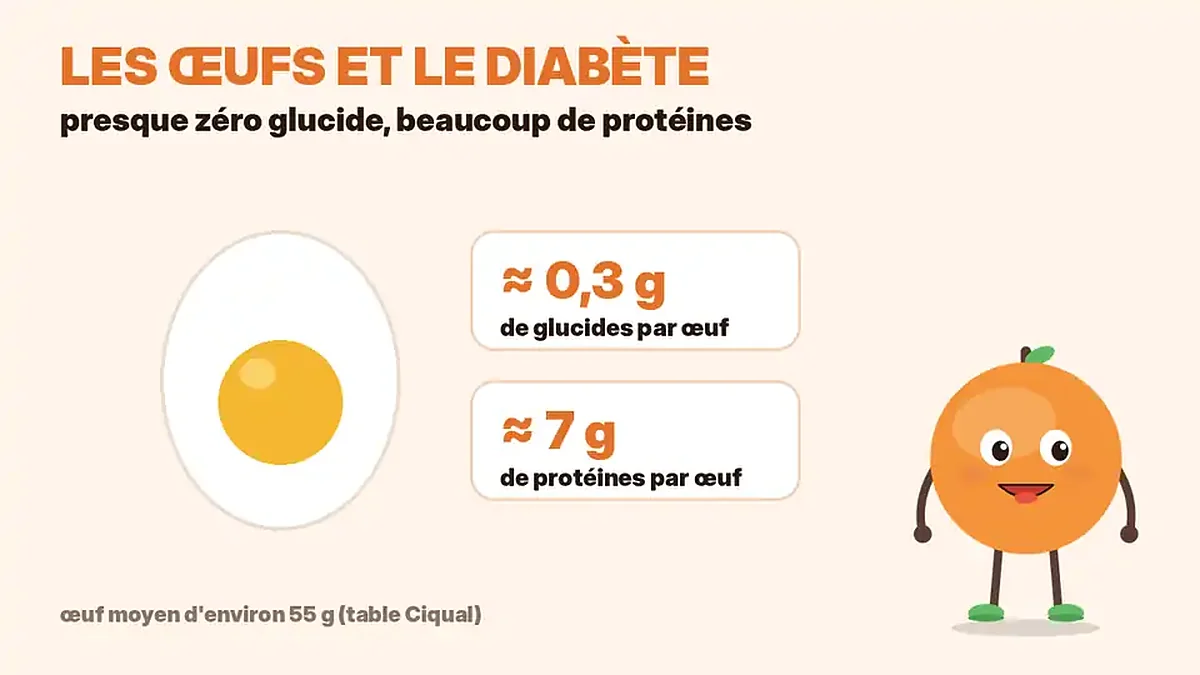 LES ŒUFS ET LE DIABÈTE
presque zéro glucide, beaucoup de protéines
≈ 0,3 g
de glucides par œuf
≈ 7 g
de protéines par œuf
œuf moyen d'environ 55 g (table Ciqual)